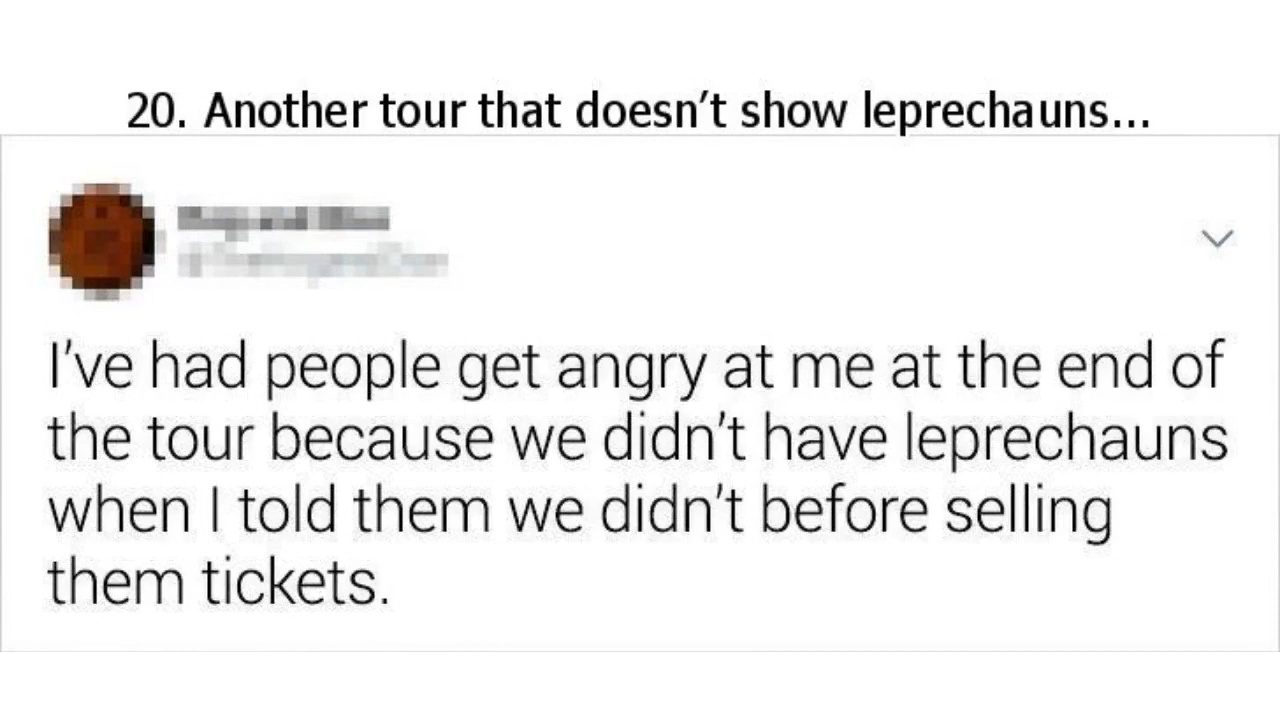 20. Another tour that doesn't show leprechauns...
I've had people get angry at me at the end of
the tour because we didn't have leprechauns
when I told them we didn't before selling
them tickets.